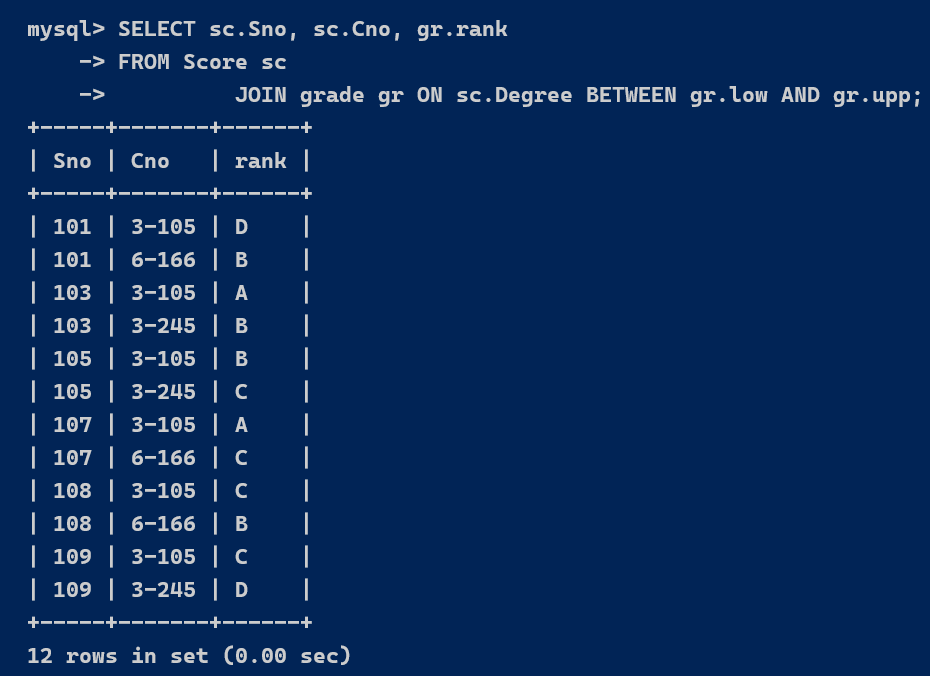 mysql> SELECT sc.Sno, sc.Cno, gr.rank
    -> FROM Score sc
    ->          JOIN grade gr ON sc.Degree BETWEEN gr.low AND gr.upp;
+-----+-------+------+
| Sno | Cno   | rank |
+-----+-------+------+
| 101 | 3-105 | D    |
| 101 | 6-166 | B    |
| 103 | 3-105 | A    |
| 103 | 3-245 | B    |
| 105 | 3-105 | B    |
| 105 | 3-245 | C    |
| 107 | 3-105 | A    |
| 107 | 6-166 | C    |
| 108 | 3-105 | C    |
| 108 | 6-166 | B    |
| 109 | 3-105 | C    |
| 109 | 3-245 | D    |
+-----+-------+------+
12 rows in set (0.00 sec)